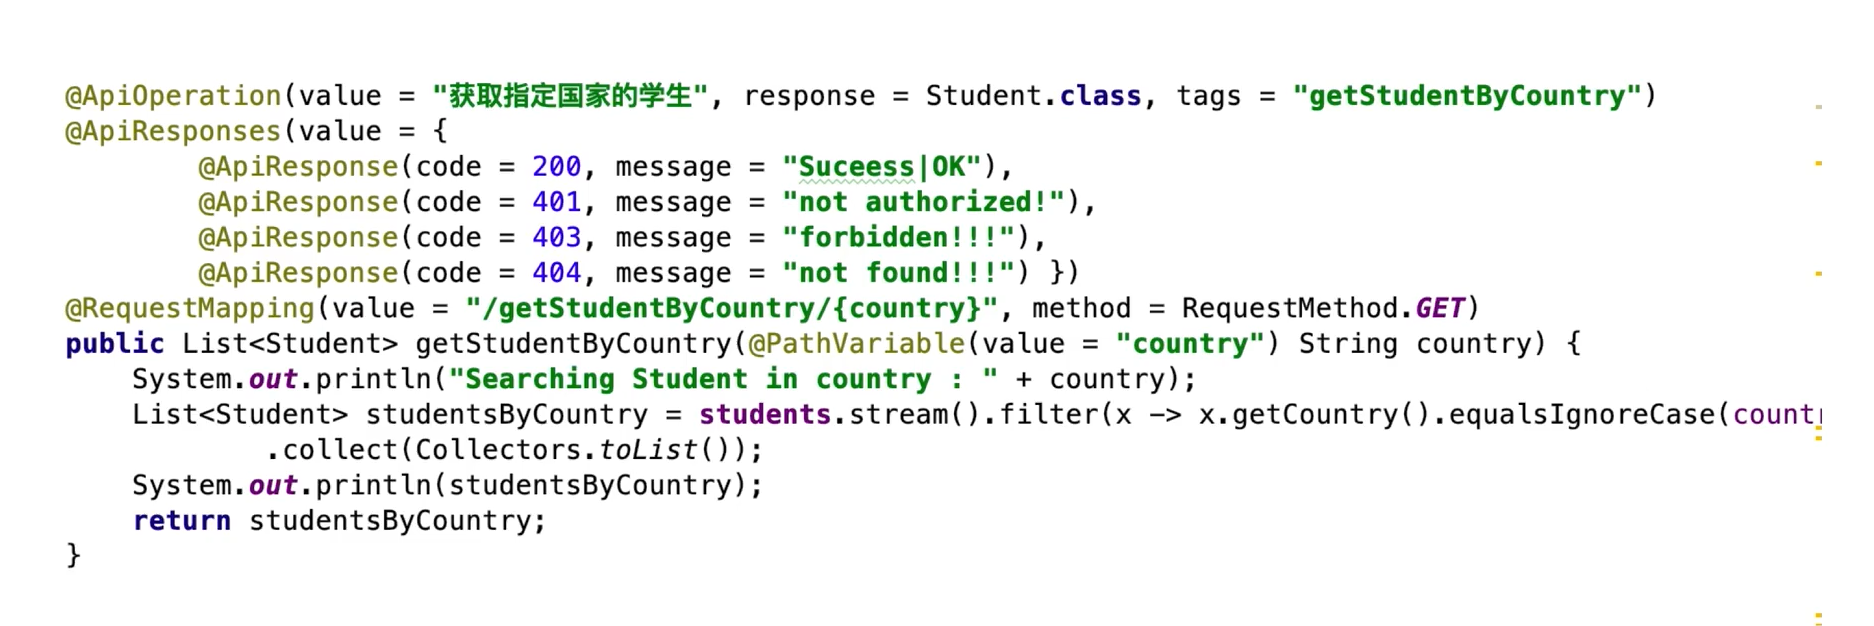 @ApiOperation(value = "获取指定国家的学生", response = Student.class, tags = "getStudentByCountry")
@ApiResponses(value = {
        @ApiResponse(code = 200, message = "Suceess|OK"),
        @ApiResponse(code = 401, message = "not authorized!"),
        @ApiResponse(code = 403, message = "forbidden!!!"),
        @ApiResponse(code = 404, message = "not found!!!") })
@RequestMapping(value = "/getStudentByCountry/{country}", method = RequestMethod.GET)
public List<Student> getStudentByCountry(@PathVariable(value = "country") String country) {
    System.out.println("Searching Student in country : " + country);
    List<Student> studentsByCountry = students.stream().filter(x -> x.getCountry().equalsIgnoreCase(count
            .collect(Collectors.toList());
    System.out.println(studentsByCountry);
    return studentsByCountry;
}